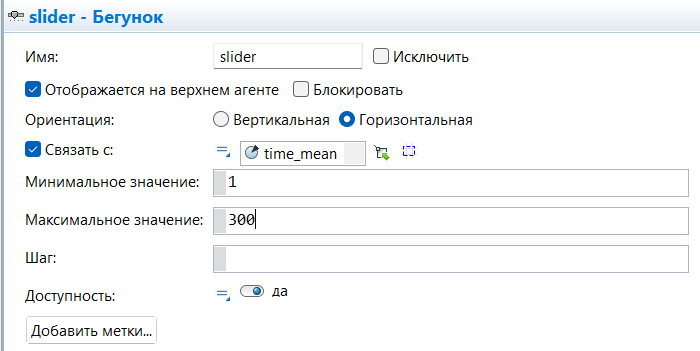 slider - Бегунок
Имя: slider Исключить
Отображается на верхнем агенте Блокировать
Ориентация: Вертикальная Горизонтальная
Связать с: time_mean
Минимальное значение: 1
Максимальное значение: 300
Шаг:
Доступность: да
Добавить метки...